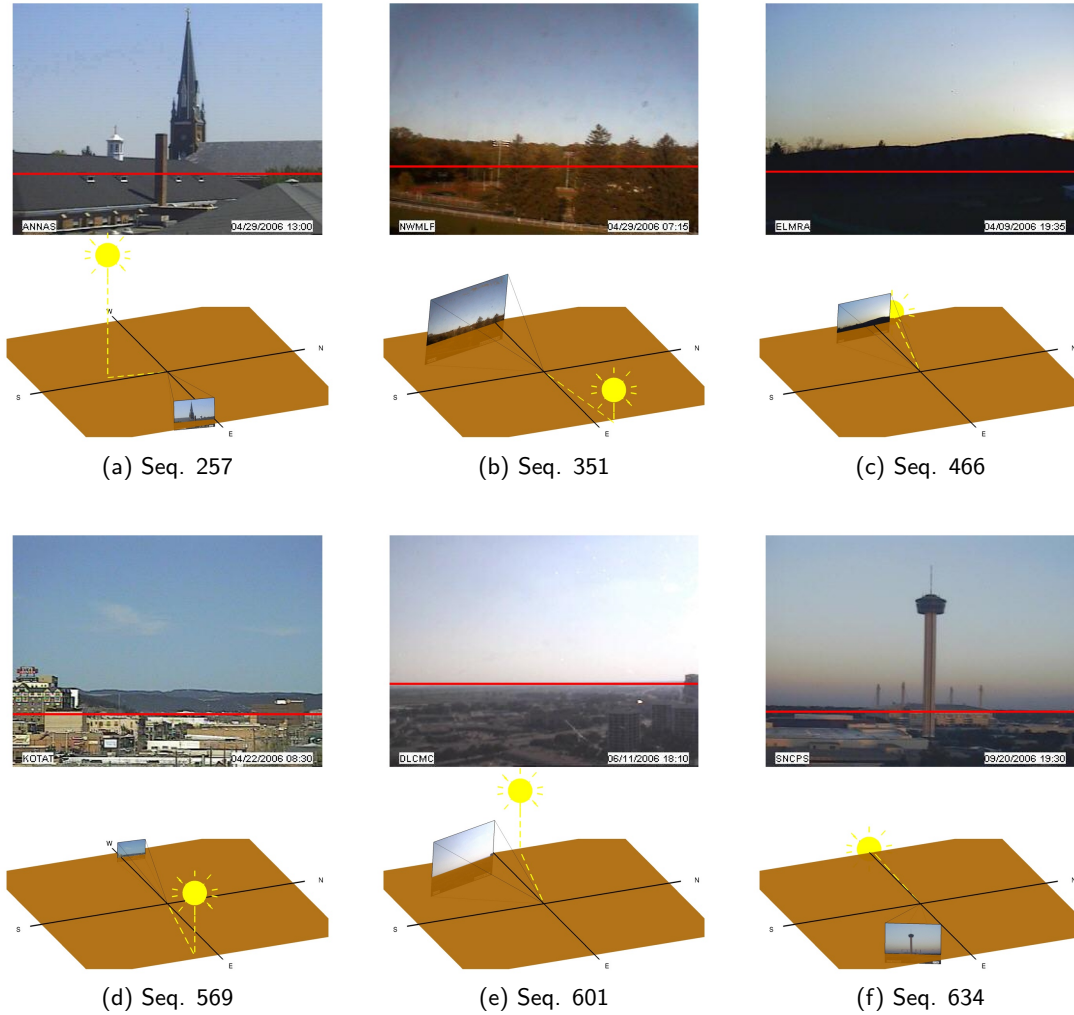 ANNAS 04/29/2006 13:00
NWMLF 04/29/2006 07:15
ELMRA 04/09/2006 19:35
W
N
S
E
N
S
E
N
S
E
(a) Seq. 257
(b) Seq. 351
(c) Seq. 466
KOTAT 04/22/2006 08:30
DLCMC 06/11/2006 18:10
SNCPS 09/20/2006 19:30
W
N
S
E
N
S
E
N
S
E
(d) Seq. 569
(e) Seq. 601
(f) Seq. 634